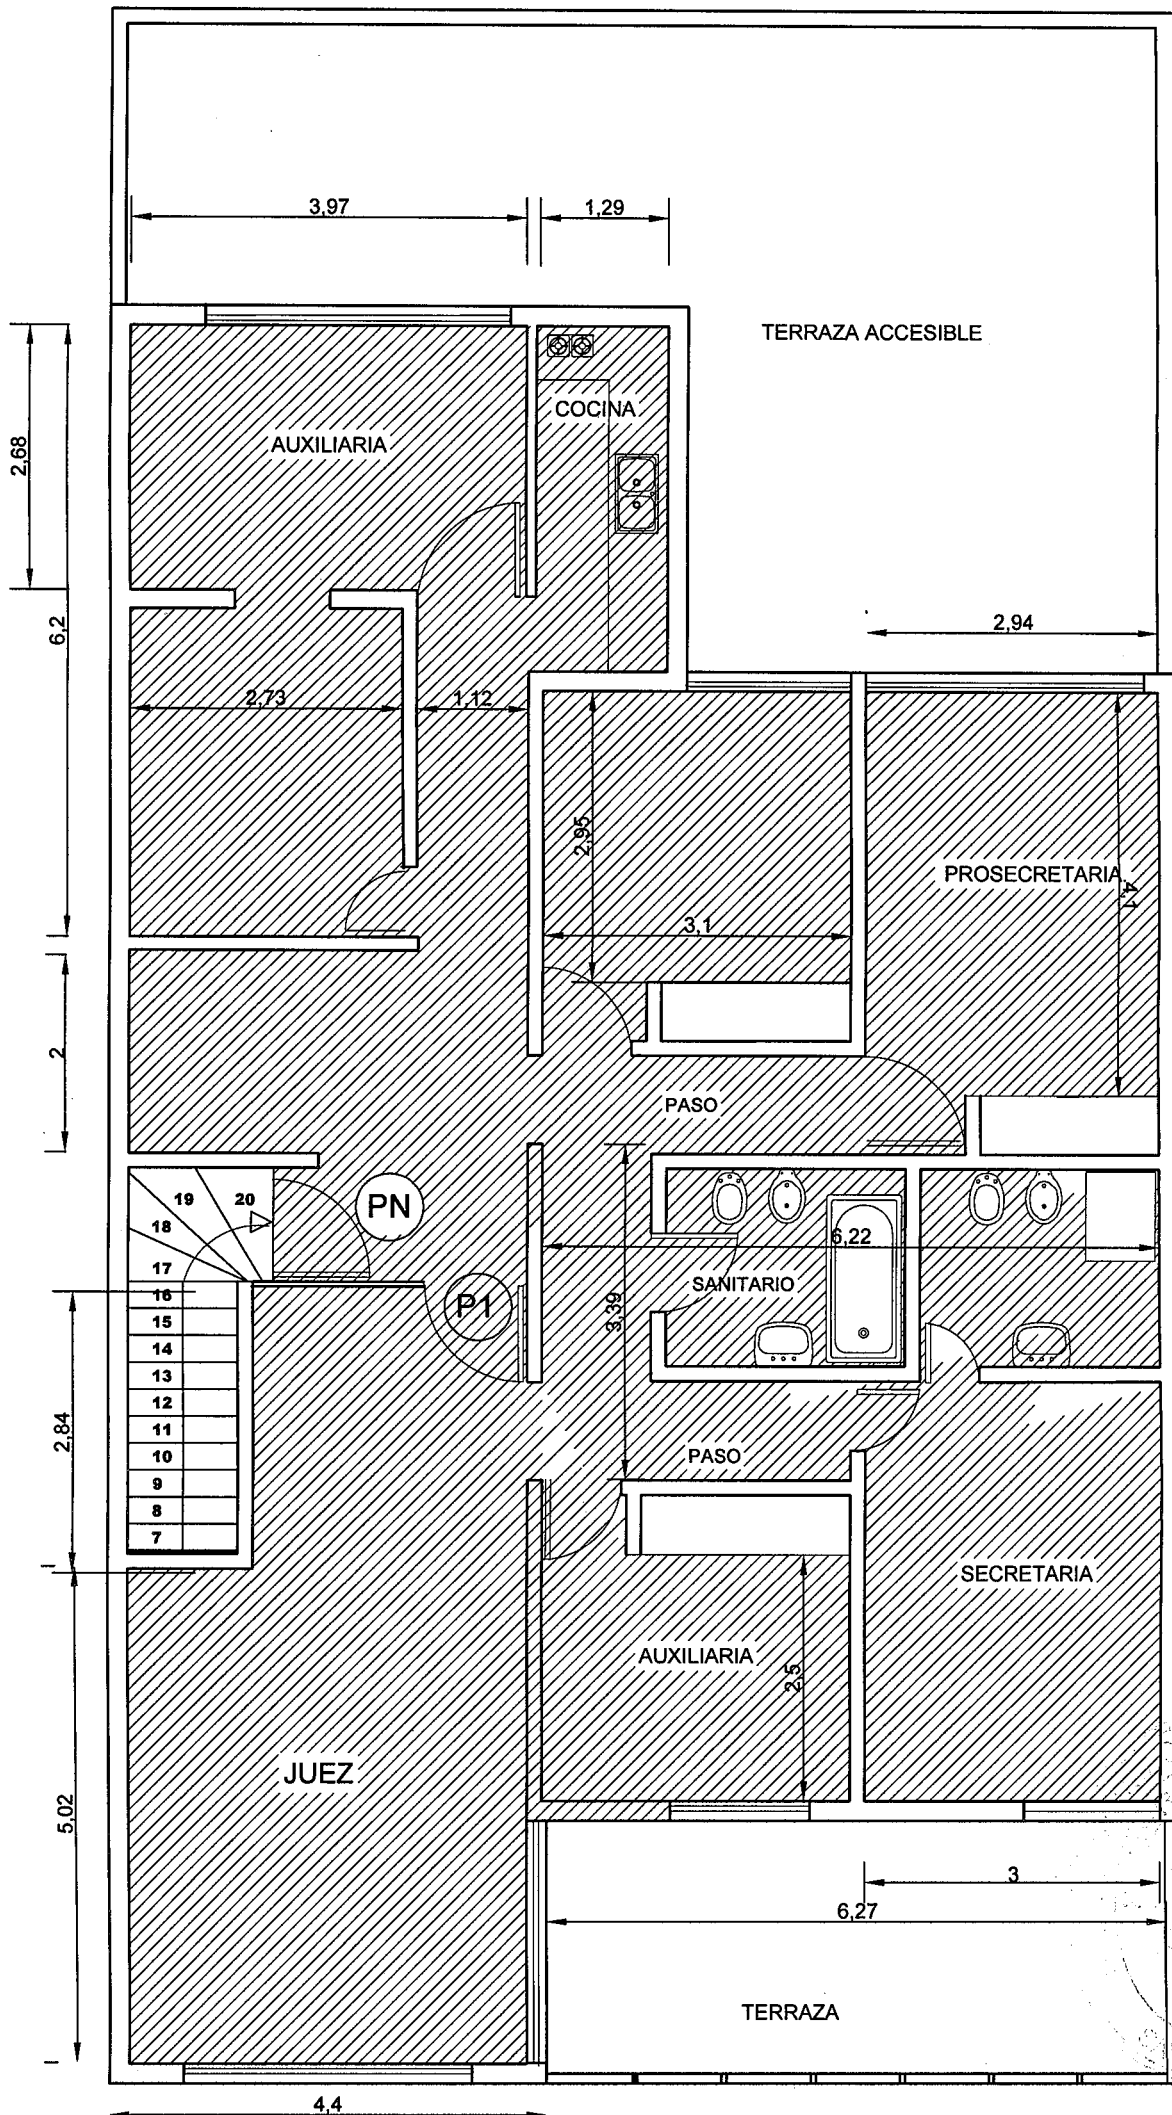 3,97
1,29
TERRAZA ACCESIBLE
COCINA
AUXILIARIA
2,68
6,2
2,94
2,73
1,12
2,95
PROSECRETARIA
4,1
3,1
2
PASO
19
20
18
17
16
15
14
13
12
11
10
9
8
7
PN
P1
6,22
SANITARIO
3,39
2,84
PASO
SECRETARIA
AUXILIARIA
2,5
JUEZ
5,02
3
6,27
TERRAZA
4,4